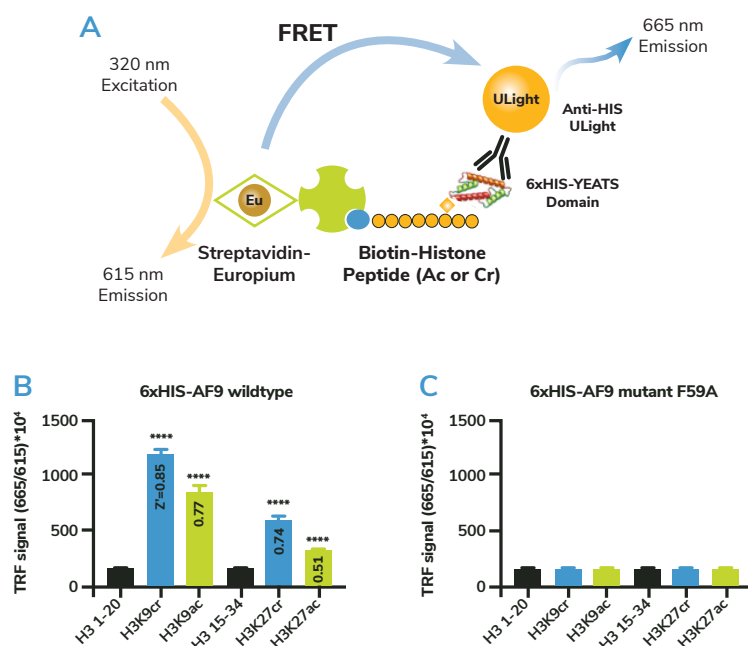 A
FRET
320 nm
Excitation
665 nm
Emission
ULight
Anti-HIS
ULight
6xHIS-YEATS
Domain
Eu
Streptavidin-
Europium
Biotin-Histone
Peptide (Ac or Cr)
615 nm
Emission
B
6xHIS-AF9 wildtype
TRF signal (665/615)*10⁴
1500
1000
500
0
****
****
****
****
Z'=0.85
0.77
0.74
0.51
H3 1-20
H3K9cr
H3K9ac
H3 15-34
H3K27cr
H3K27ac
C
6xHIS-AF9 mutant F59A
TRF signal (665/615)*10⁴
1500
1000
500
0
H3 1-20
H3K9cr
H3K9ac
H3 15-34
H3K27cr
H3K27ac